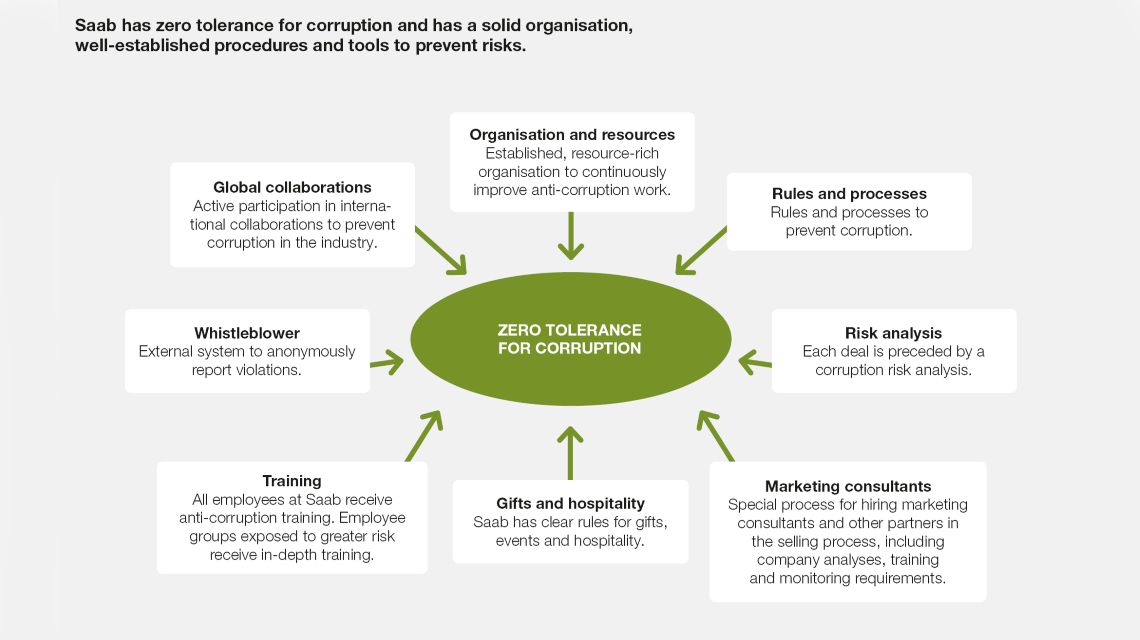 Saab has zero tolerance for corruption and has a solid organisation,
well-established procedures and tools to prevent risks.
Organisation and resources
Established, resource-rich
organisation to continuously
improve anti-corruption work.
Global collaborations
Active participation in interna-
tional collaborations to prevent
corruption in the industry.
Rules and processes
Rules and processes to
prevent corruption.
ZERO TOLERANCE
FOR CORRUPTION
Whistleblower
External system to anonymously
report violations.
Risk analysis
Each deal is preceded by a
corruption risk analysis.
Training
All employees at Saab receive
anti-corruption training. Employee
groups exposed to greater risk
receive in-depth training.
Gifts and hospitality
Saab has clear rules for gifts,
events and hospitality.
Marketing consultants
Special process for hiring marketing
consultants and other partners in
the selling process, including
company analyses, training
and monitoring requirements.